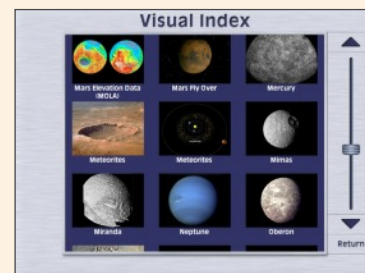 Visual Index
Mars Elevation Data
(MOLA)
Mars Fly Over
Mercury
Meteorites
Meteorites
Mimas
Miranda
Neptune
Oberon
Return